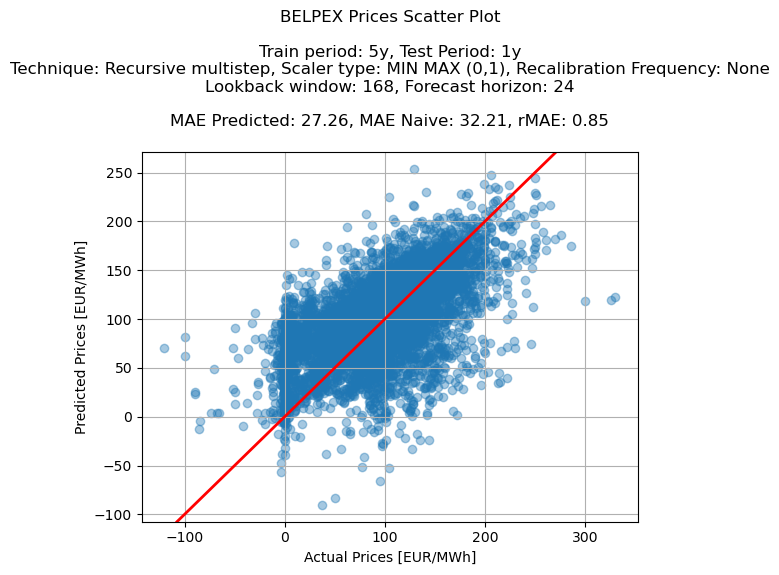 BELPEX Prices Scatter Plot
Train period: 5y, Test Period: 1y
Technique: Recursive multistep, Scaler type: MIN MAX (0,1), Recalibration Frequency: None
Lookback window: 168, Forecast horizon: 24
MAE Predicted: 27.26, MAE Naive: 32.21, rMAE: 0.85
250
200
150
100
50
0
−50
−100
Predicted Prices [EUR/MWh]
−100 0 100 200 300
Actual Prices [EUR/MWh]